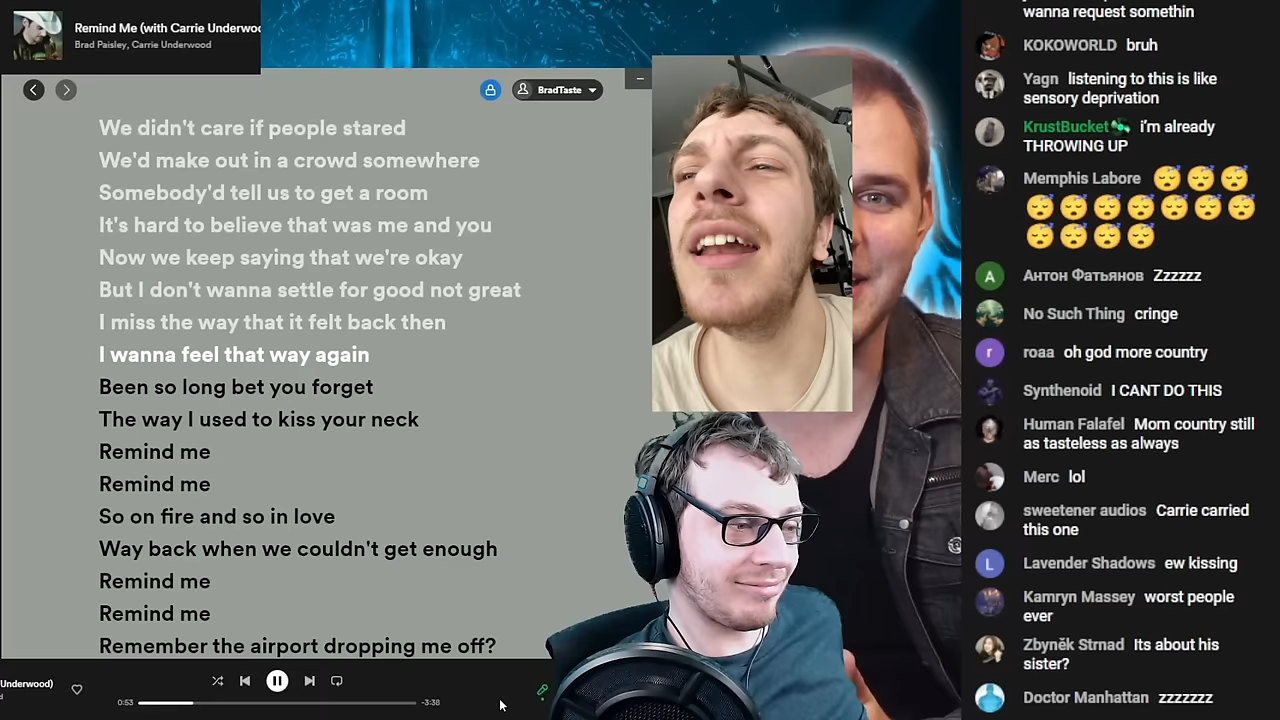 Remind Me (with Carrie Underwoo
Brad Paisley, Carrie Underwood
BradTaste
We didn't care if people stared
We'd make out in a crowd somewhere
Somebody'd tell us to get a room
It's hard to believe that was me and you
Now we keep saying that we're okay
But I don't wanna settle for good not great
I miss the way that it felt back then
I wanna feel that way again
Been so long bet you forget
The way I used to kiss your neck
Remind me
Remind me
So on fire and so in love
Way back when we couldn't get enough
Remind me
Remind me
Remember the airport dropping me off?
Underwood)
0:53
-3:38
wanna request somethin
KOKOWORLD bruh
Yagn listening to this is like
sensory deprivation
KrustBucket i'm already
THROWING UP
Memphis Labore 😴😴😴
😴😴😴😴😴😴😴
😴😴😴😴
А
Антон Фатьянов Zzzzzz
No Such Thing cringe
r
roaa oh god more country
Synthenoid I CANT DO THIS
Human Falafel Mom country still
as tasteless as always
Merc lol
sweetener audios Carrie carried
this one
L
Lavender Shadows ew kissing
Kamryn Massey worst people
ever
Zbyněk Strnad Its about his
sister?
Doctor Manhattan zzzzzzz